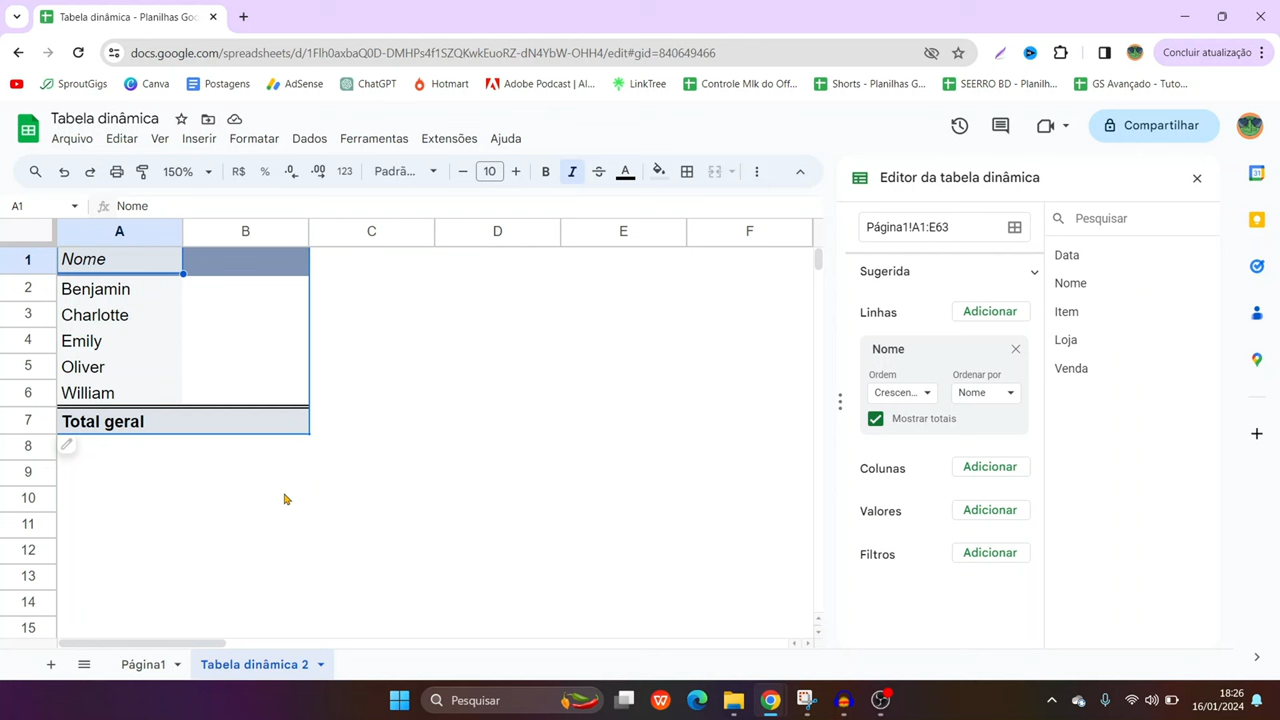 Tabela dinâmica - Planilhas Goo
docs.google.com/spreadsheets/d/1Flh0axbaQ0D-DMHPs4f1SZQKwkEuoRZ-dN4YbW-OHH4/edit#gid=840649466
Concluir atualização
SproutGigs
Canva
Postagens
AdSense
ChatGPT
Hotmart
Adobe Podcast | AI...
LinkTree
Controle Mlk do Off...
Shorts - Planilhas G...
SEERRO BD - Planilh...
GS Avançado - Tuto...
Tabela dinâmica
Arquivo Editar Ver Inserir Formatar Dados Ferramentas Extensões Ajuda
Compartilhar
150%
R$ % .0 .00 123
Padrã...
10
B I S A
A1
Nome
A B C D E F
1 Nome
2 Benjamin
3 Charlotte
4 Emily
5 Oliver
6 William
7 Total geral
8
9
10
11
12
13
14
15
Editor da tabela dinâmica
Página1!A1:E63
Sugerida
Linhas Adicionar
Nome
Ordem Ordenar por
Crescen... Nome
Mostrar totais
Colunas Adicionar
Valores Adicionar
Filtros Adicionar
Pesquisar
Data
Nome
Item
Loja
Venda
31
Página1
Tabela dinâmica 2
Pesquisar
18:26
16/01/2024